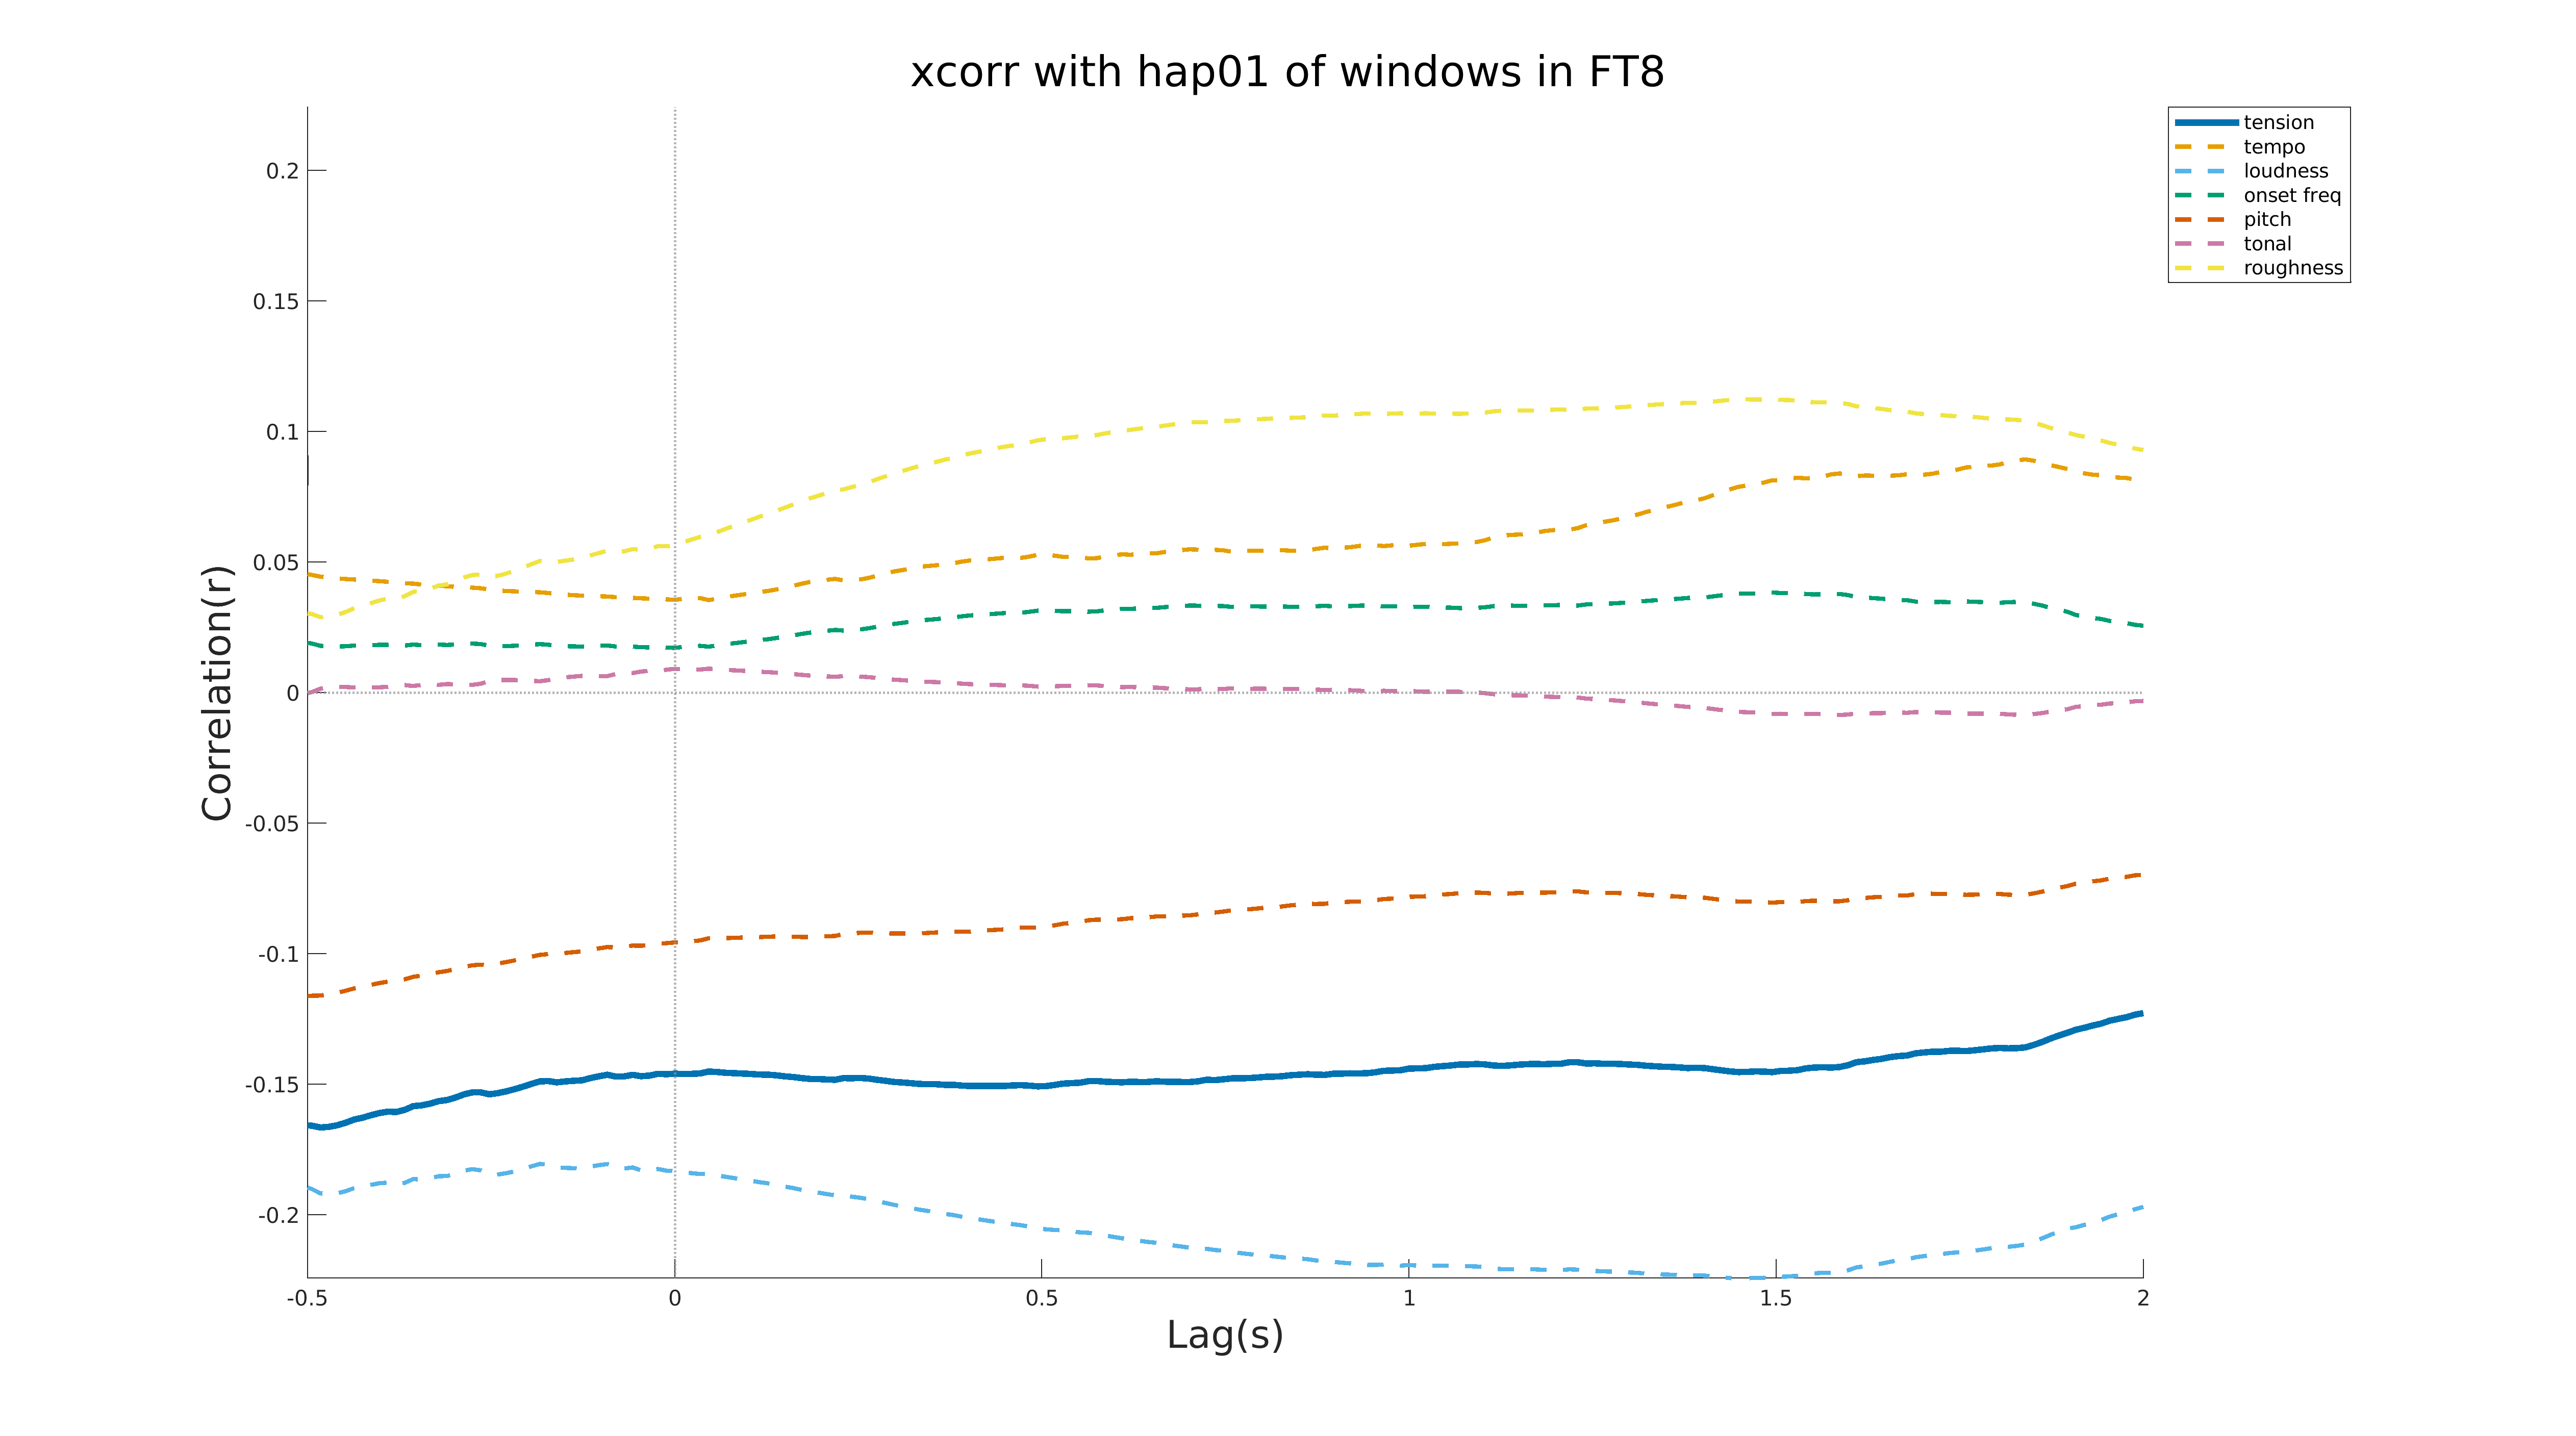 xcorr with hap01 of windows in FT8
tension
tempo
loudness
onset freq
pitch
tonal
roughness
Correlation(r)
0.2
0.15
0.1
0.05
0
-0.05
-0.1
-0.15
-0.2
-0.5 0 0.5 1 1.5 2
Lag(s)